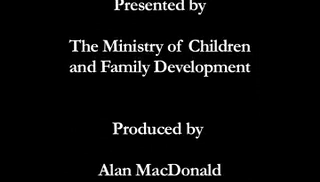 Presented by
The Ministry of Children
and Family Development
Produced by
Alan MacDonald